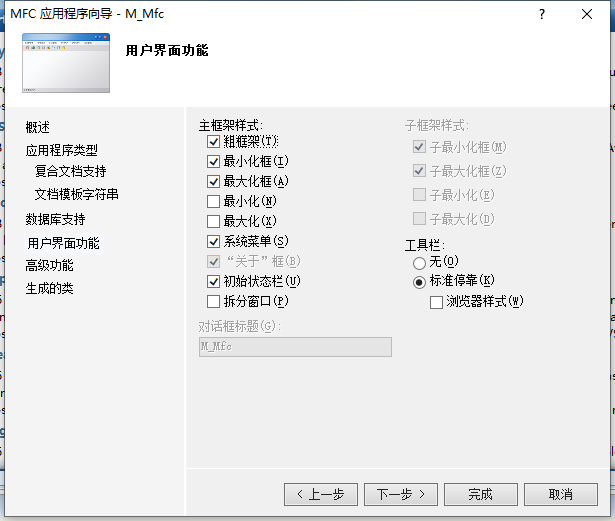 MFC 应用程序向导 - M_Mfc
?
用户界面功能
概述
应用程序类型
复合文档支持
文档模板字符串
数据库支持
用户界面功能
高级功能
生成的类
主框架样式:
粗框架(T)
最小化框(I)
最大化框(A)
最小化(N)
最大化(X)
系统菜单(S)
“关于”框(B)
初始状态栏(U)
拆分窗口(P)
对话框标题(G):
M_Mfc
子框架样式:
子最小化框(M)
子最大化框(Z)
子最小化(E)
子最大化(D)
工具栏:
无(O)
标准停靠(K)
浏览器样式(W)
< 上一步
下一步 >
完成
取消